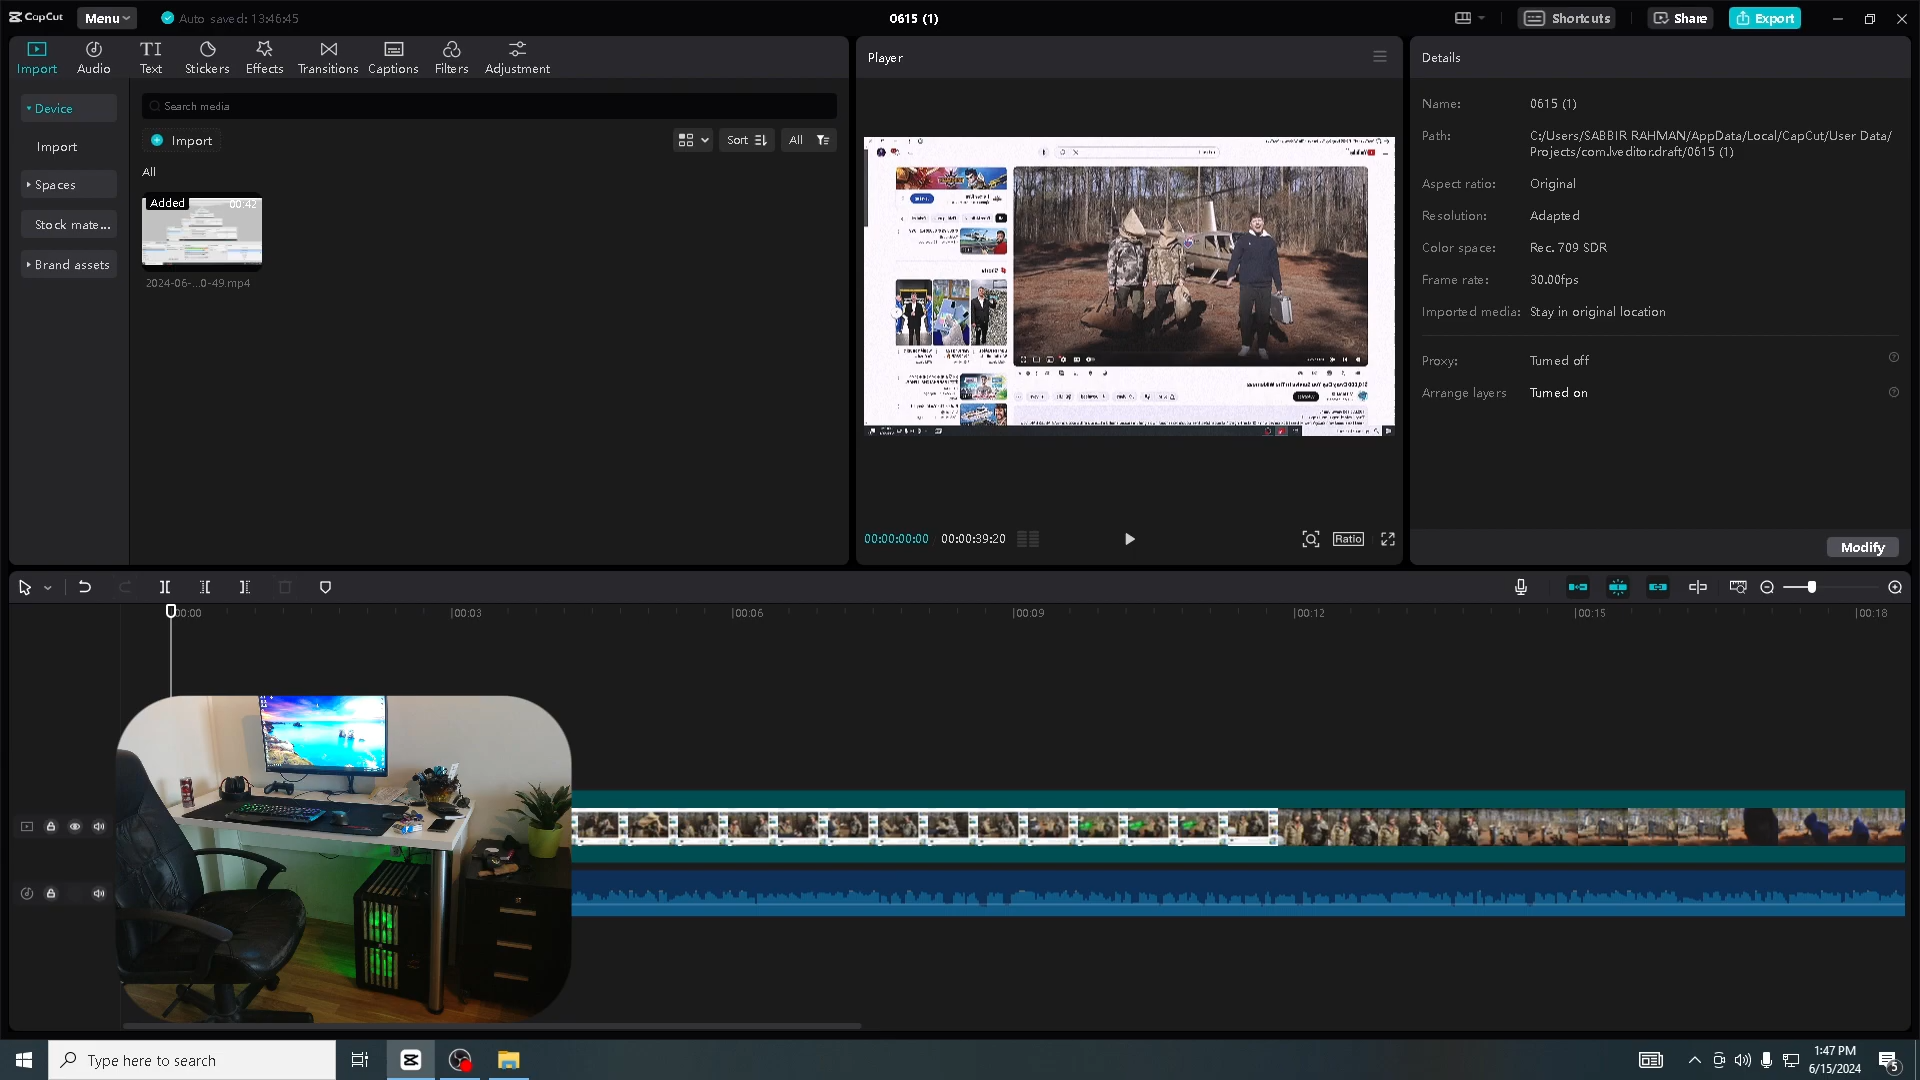 CapCut
Menu
Auto saved: 13:46:45
0615 (1)
Shortcuts
Share
Export
Import
Audio
Text
Stickers
Effects
Transitions
Captions
Filters
Adjustment
Device
Import
Spaces
Stock mate...
Brand assets
Search media
Import
Sort
All
All
Added
00:42
2024-06-...0-49.mp4
Player
00:00:00:00
00:00:39:20
Ratio
Details
Name:
0615 (1)
Path:
C:/Users/SABBIR RAHMAN/AppData/Local/CapCut/User Data/
Projects/com.lveditor.draft/0615 (1)
Aspect ratio:
Original
Resolution:
Adapted
Color space:
Rec. 709 SDR
Frame rate:
30.00fps
Imported media:
Stay in original location
Proxy:
Turned off
Arrange layers
Turned on
Modify
00:00
00:03
00:06
00:09
00:12
00:15
00:18
Type here to search
1:47 PM
6/15/2024
5